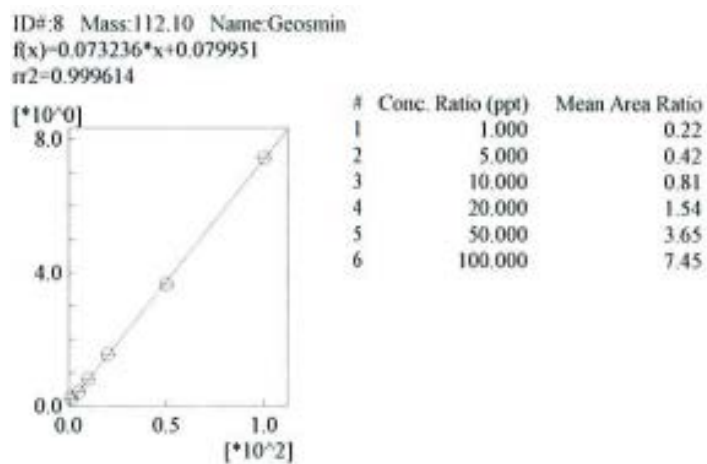 ID#:8 Mass:112.10 Name:Geosmin
f(x)=0.073236*x+0.079951
rr2=0.999614
[*10^0]
8.0
4.0
0.0
0.0 0.5 1.0
[*10^2]
# Conc. Ratio (ppt) Mean Area Ratio
1 1.000 0.22
2 5.000 0.42
3 10.000 0.81
4 20.000 1.54
5 50.000 3.65
6 100.000 7.45